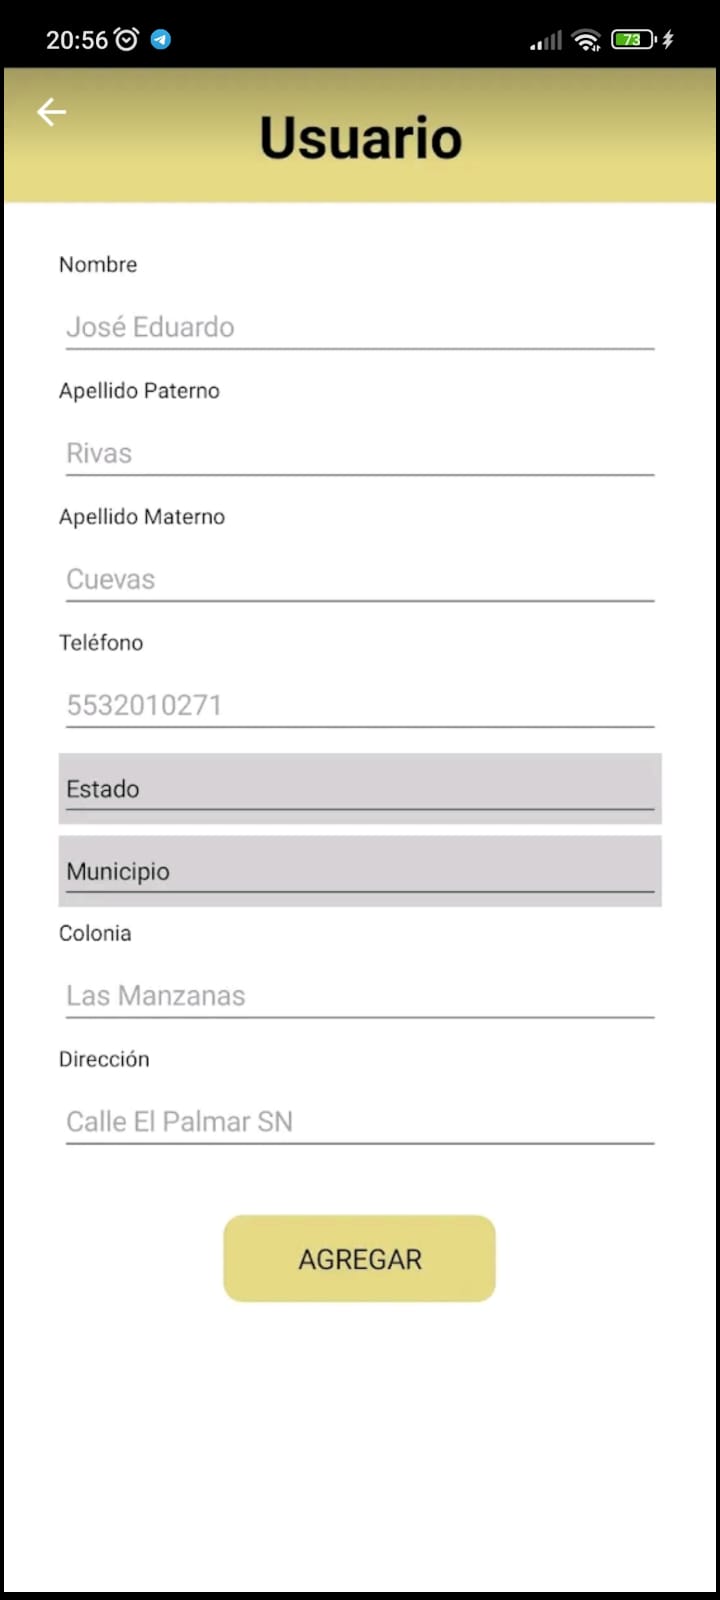 20:56
73
Usuario
Nombre
José Eduardo
Apellido Paterno
Rivas
Apellido Materno
Cuevas
Teléfono
5532010271
Estado
Municipio
Colonia
Las Manzanas
Dirección
Calle El Palmar SN
AGREGAR